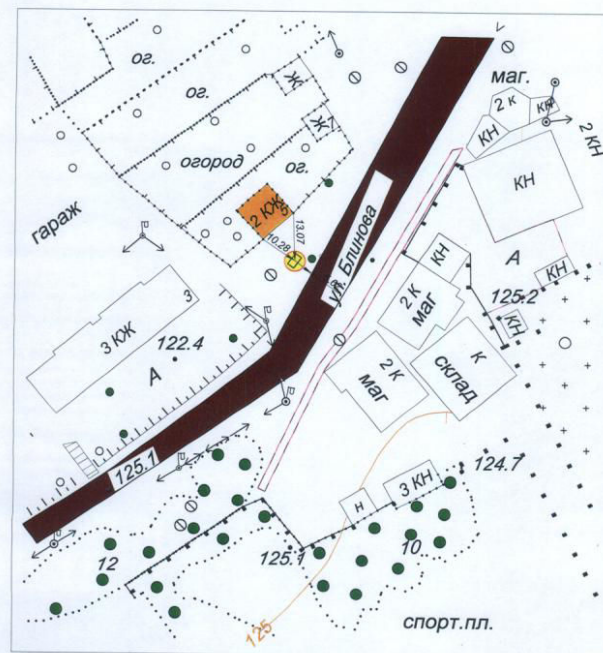 маг.
ог.
2 к
КН
2 КН
ог.
Ж
КН
Ж
огород
ог.
КН
гараж
2 КЖ
5
13.07
10.28
ул. Блинова
А
КН
КН
125.2
3
2 К
маг
КН
3 КЖ
122.4
А
2 К
маг
К
склад
125.1
124.7
3 КН
н
12
125.1
10
125
спорт.пл.